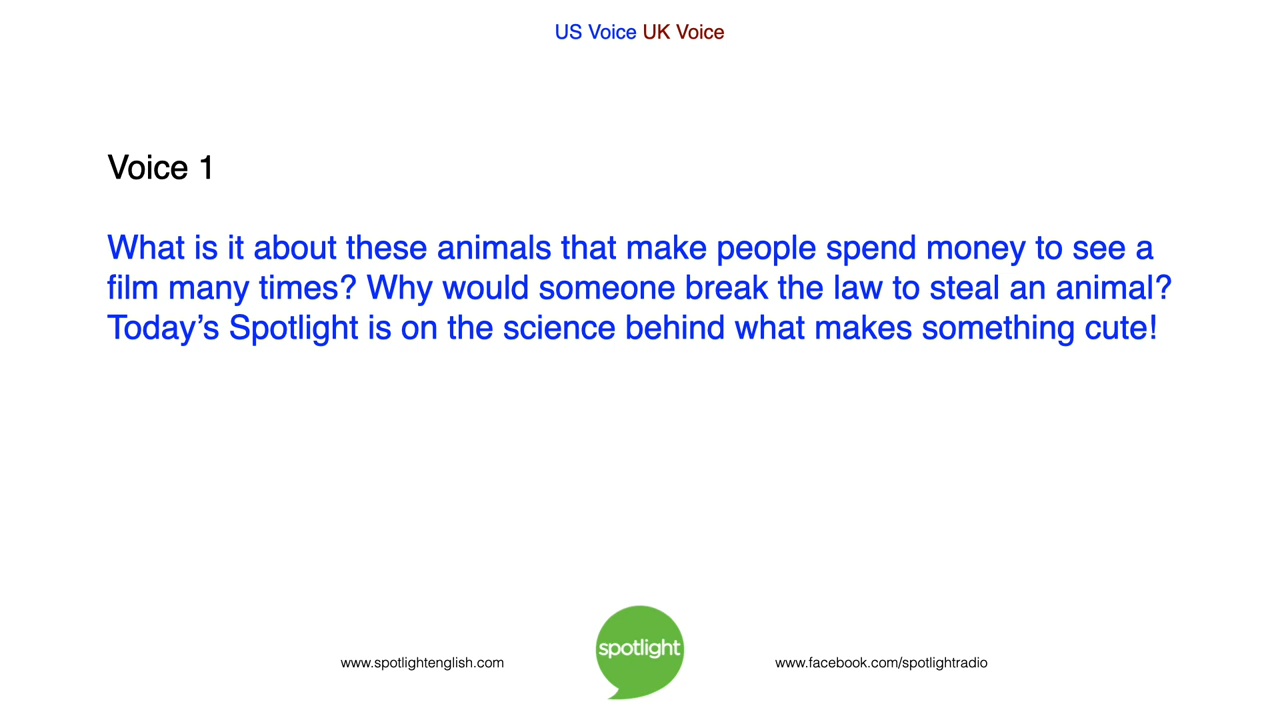 US Voice UK Voice
Voice 1
What is it about these animals that make people spend money to see a
film many times? Why would someone break the law to steal an animal?
Today’s Spotlight is on the science behind what makes something cute!
spotlight
www.spotlightenglish.com
www.facebook.com/spotlightradio